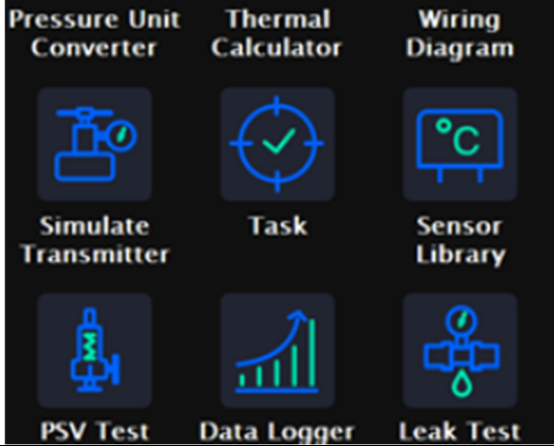 Pressure Unit Thermal Wiring
Converter Calculator Diagram
°C
Simulate Task Sensor
Transmitter Library
PSV Test Data Logger Leak Test